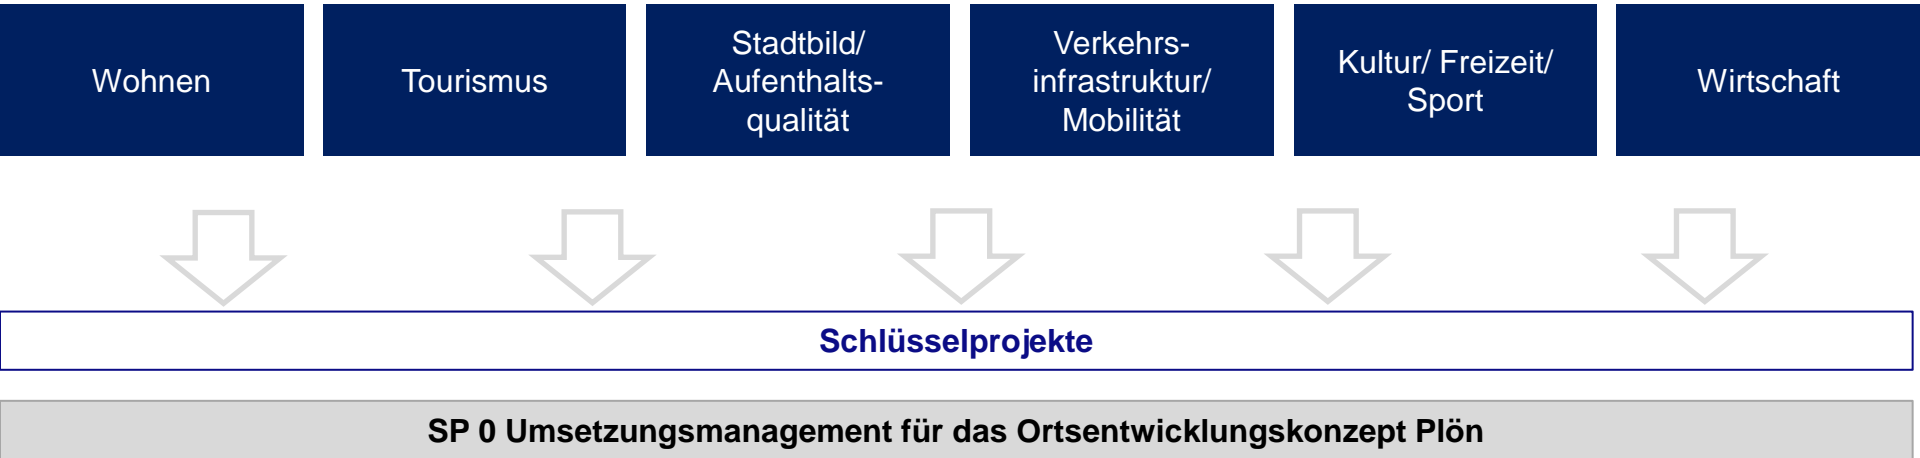 Wohnen
Tourismus
Stadtbild/
Aufenthalts-
qualität
Verkehrs-
infrastruktur/
Mobilität
Kultur/ Freizeit/
Sport
Wirtschaft
Schlüsselprojekte
SP 0 Umsetzungsmanagement für das Ortsentwicklungskonzept Plön